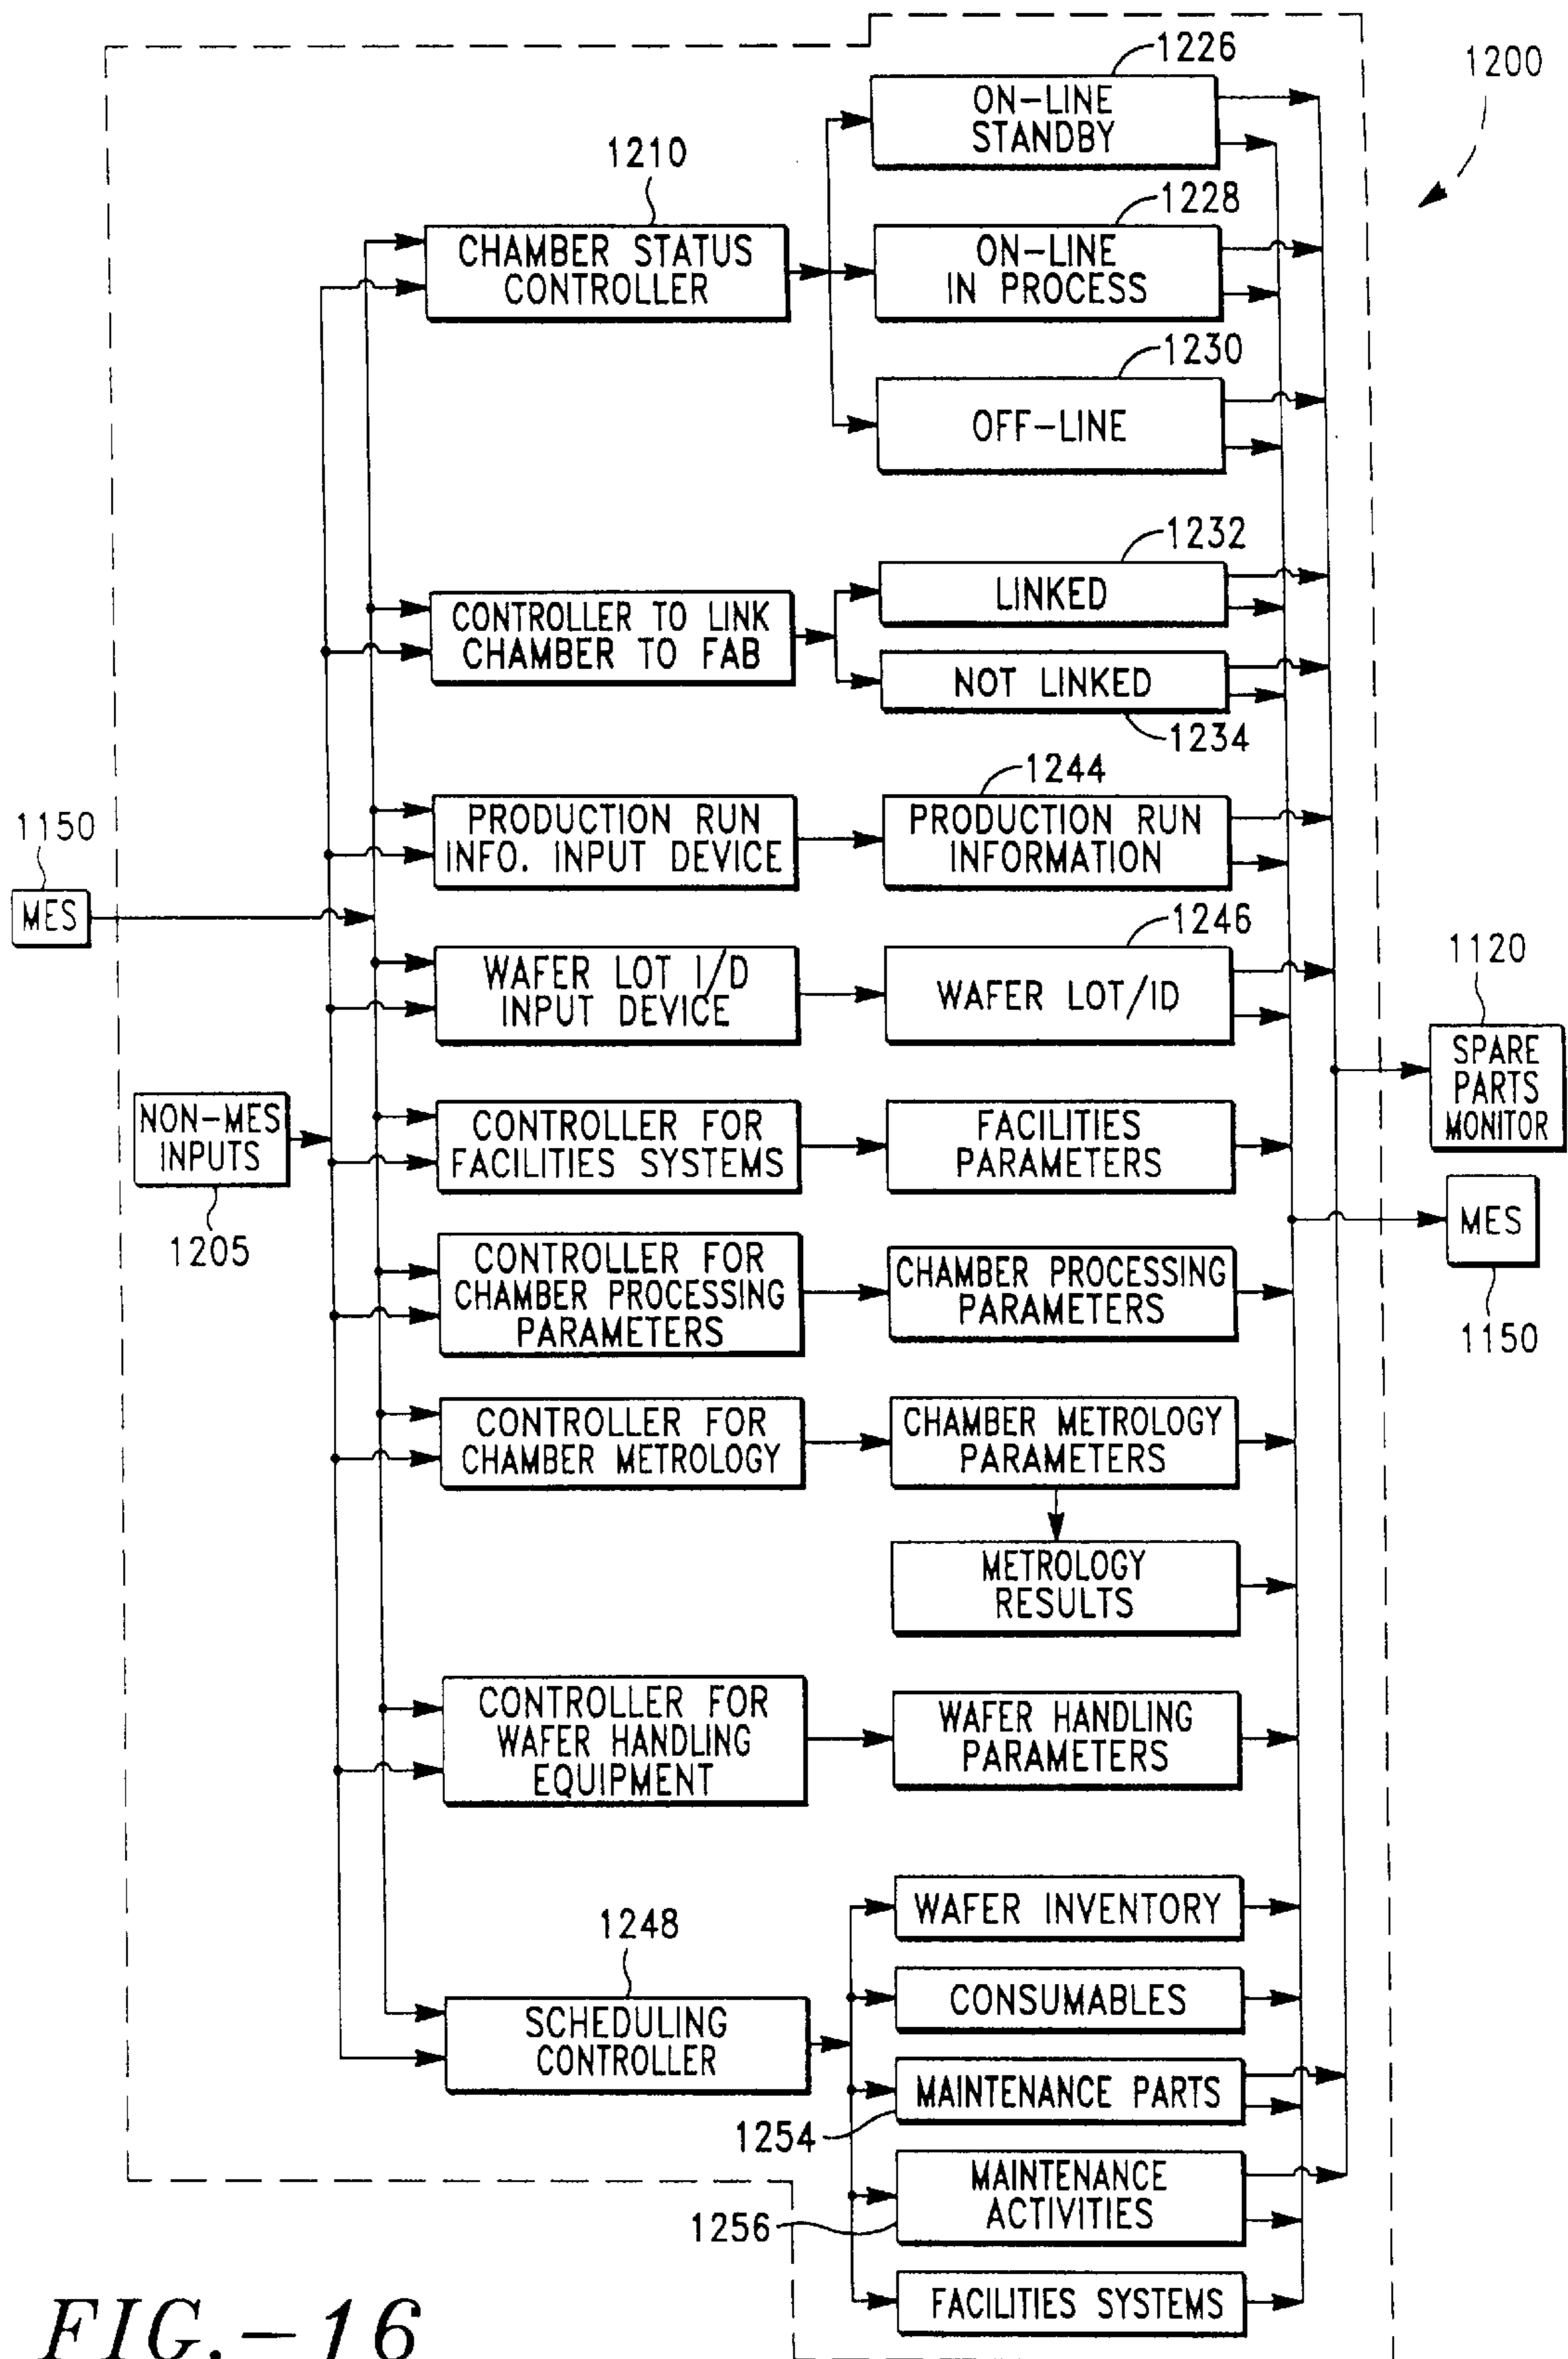 1226
1200
ON-LINE
STANDBY
1210
1228
CHAMBER STATUS
CONTROLLER
ON-LINE
IN PROCESS
1230
OFF-LINE
1232
CONTROLLER TO LINK
CHAMBER TO FAB
LINKED
NOT LINKED
1234
1244
1150
MES
PRODUCTION RUN
INFO. INPUT DEVICE
PRODUCTION RUN
INFORMATION
1246
WAFER LOT I/D
INPUT DEVICE
WAFER LOT/ID
1120
SPARE
PARTS
MONITOR
NON-MES
INPUTS
1205
CONTROLLER FOR
FACILITIES SYSTEMS
FACILITIES
PARAMETERS
MES
1150
CONTROLLER FOR
CHAMBER PROCESSING
PARAMETERS
CHAMBER PROCESSING
PARAMETERS
CONTROLLER FOR
CHAMBER METROLOGY
CHAMBER METROLOGY
PARAMETERS
METROLOGY
RESULTS
CONTROLLER FOR
WAFER HANDLING
EQUIPMENT
WAFER HANDLING
PARAMETERS
WAFER INVENTORY
1248
SCHEDULING
CONTROLLER
CONSUMABLES
MAINTENANCE PARTS
1254
MAINTENANCE
ACTIVITIES
1256
FACILITIES SYSTEMS
FIG.-16